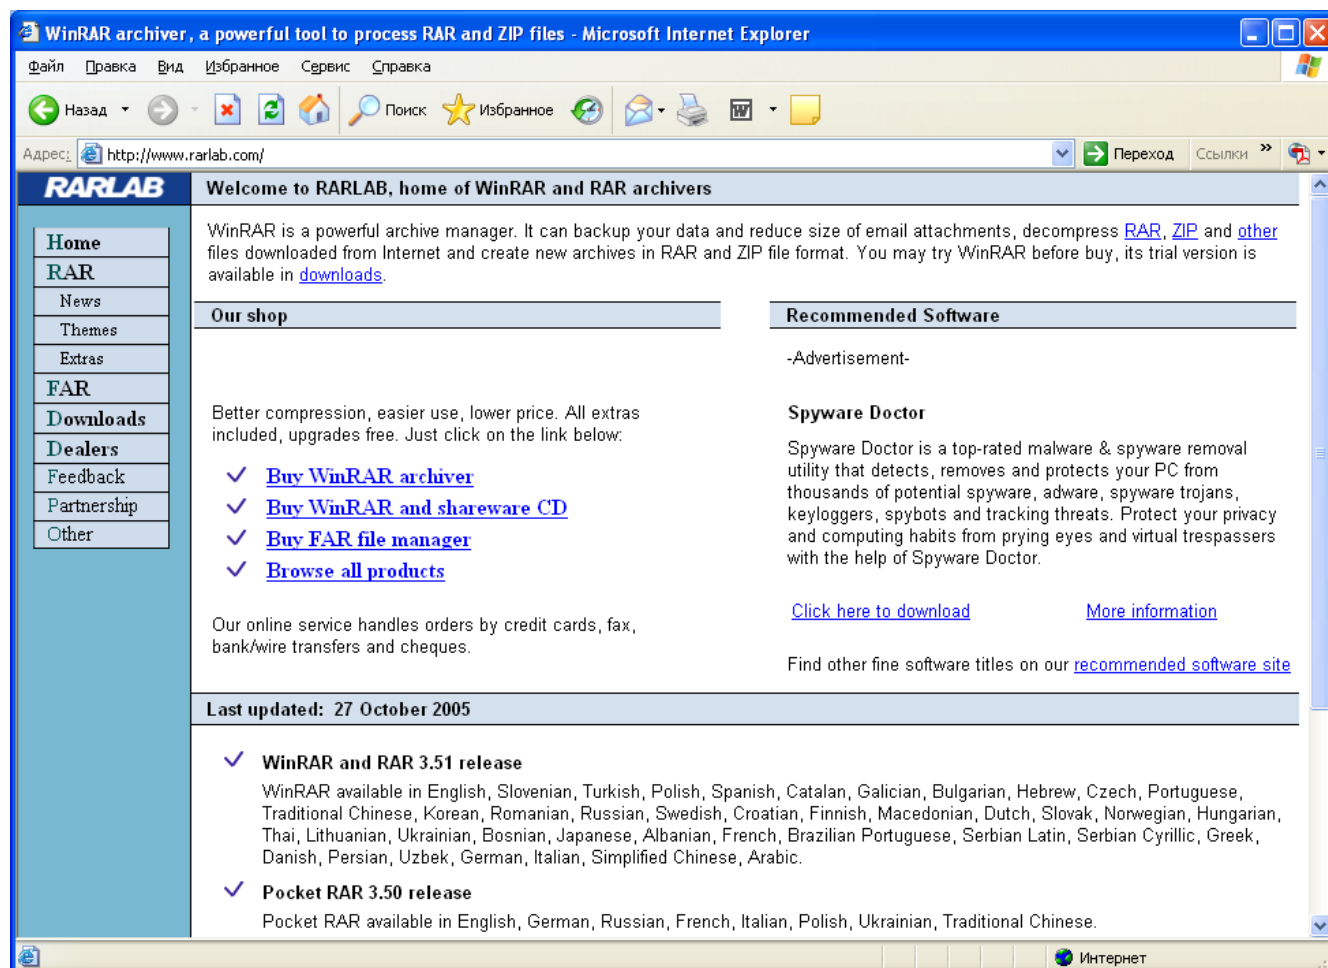 WinRAR archiver, a powerful tool to process RAR and ZIP files - Microsoft Internet Explorer
Файл Правка Вид Избранное Сервис Справка
Назад Поиск Избранное
Адрес: http://www.rarlab.com/ Переход Ссылки »
RARLAB
Welcome to RARLAB, home of WinRAR and RAR archivers
Home
RAR
News
Themes
Extras
FAR
Downloads
Dealers
Feedback
Partnership
Other
WinRAR is a powerful archive manager. It can backup your data and reduce size of email attachments, decompress RAR, ZIP and other
files downloaded from Internet and create new archives in RAR and ZIP file format. You may try WinRAR before buy, its trial version is
available in downloads.
Our shop
Better compression, easier use, lower price. All extras
included, upgrades free. Just click on the link below:
Buy WinRAR archiver
Buy WinRAR and shareware CD
Buy FAR file manager
Browse all products
Our online service handles orders by credit cards, fax,
bank/wire transfers and cheques.
Recommended Software
-Advertisement-
Spyware Doctor
Spyware Doctor is a top-rated malware & spyware removal
utility that detects, removes and protects your PC from
thousands of potential spyware, adware, spyware trojans,
keyloggers, spybots and tracking threats. Protect your privacy
and computing habits from prying eyes and virtual trespassers
with the help of Spyware Doctor.
Click here to download More information
Find other fine software titles on our recommended software site
Last updated: 27 October 2005
WinRAR and RAR 3.51 release
WinRAR available in English, Slovenian, Turkish, Polish, Spanish, Catalan, Galician, Bulgarian, Hebrew, Czech, Portuguese,
Traditional Chinese, Korean, Romanian, Russian, Swedish, Croatian, Finnish, Macedonian, Dutch, Slovak, Norwegian, Hungarian,
Thai, Lithuanian, Ukrainian, Bosnian, Japanese, Albanian, French, Brazilian Portuguese, Serbian Latin, Serbian Cyrillic, Greek,
Danish, Persian, Uzbek, German, Italian, Simplified Chinese, Arabic.
Pocket RAR 3.50 release
Pocket RAR available in English, German, Russian, French, Italian, Polish, Ukrainian, Traditional Chinese.
Интернет